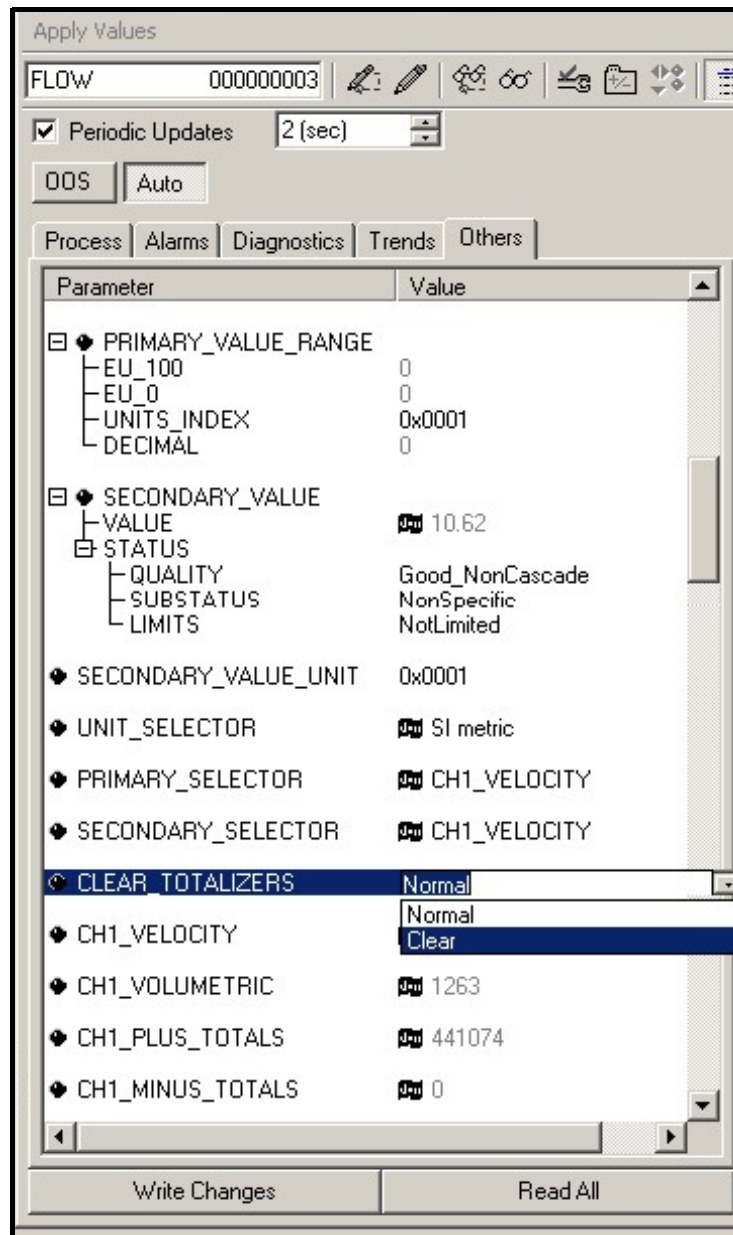 Apply Values
FLOW 000000003
Periodic Updates 2 (sec)
OOS Auto
Process Alarms Diagnostics Trends Others
Parameter Value
PRIMARY_VALUE_RANGE
EU_100 0
EU_0 0
UNITS_INDEX 0x0001
DECIMAL 0
SECONDARY_VALUE
VALUE 10.62
STATUS
QUALITY Good_NonCascade
SUBSTATUS NonSpecific
LIMITS NotLimited
SECONDARY_VALUE_UNIT 0x0001
UNIT_SELECTOR SI metric
PRIMARY_SELECTOR CH1_VELOCITY
SECONDARY_SELECTOR CH1_VELOCITY
CLEAR_TOTALIZERS Normal
Normal
CH1_VELOCITY Clear
CH1_VOLUMETRIC 1263
CH1_PLUS_TOTALS 441074
CH1_MINUS_TOTALS 0
Write Changes Read All